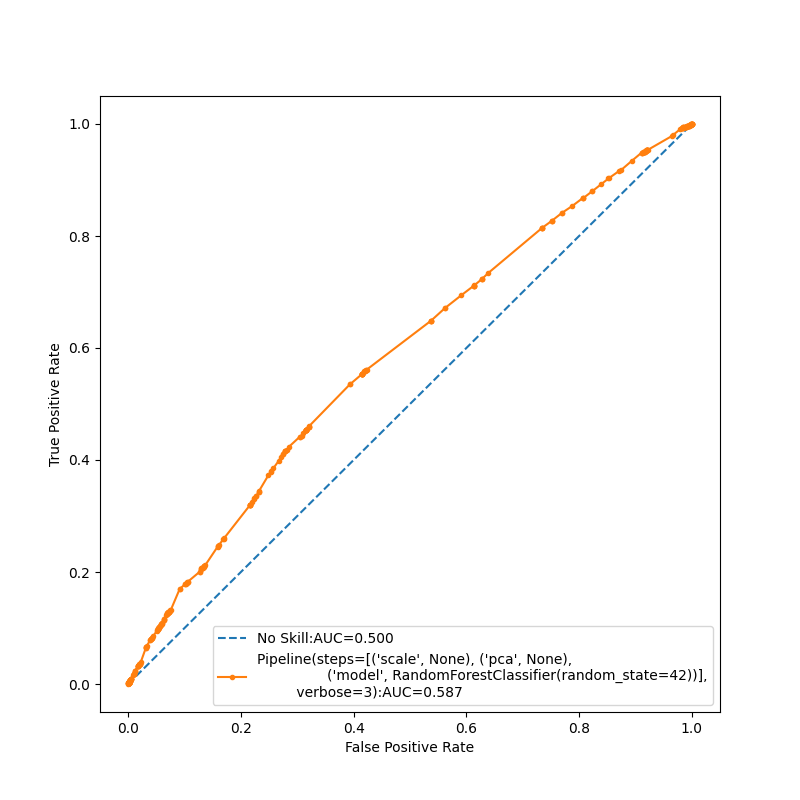 1.0
0.8
0.6
0.4
0.2
0.0
True Positive Rate
No Skill:AUC=0.500
Pipeline(steps=[('scale', None), ('pca', None),
('model', RandomForestClassifier(random_state=42))],
verbose=3):AUC=0.587
0.0 0.2 0.4 0.6 0.8 1.0
False Positive Rate